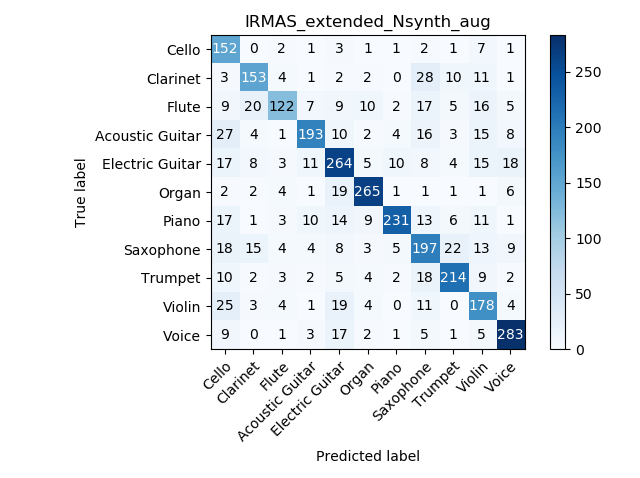 IRMAS_extended_Nsynth_aug
Cello 152 0 2 1 3 1 1 2 1 7 1
Clarinet 3 153 4 1 2 2 0 28 10 11 1
Flute 9 20 122 7 9 10 2 17 5 16 5
Acoustic Guitar 27 4 1 193 10 2 4 16 3 15 8
Electric Guitar 17 8 3 11 264 5 10 8 4 15 18
Organ 2 2 4 1 19 265 1 1 1 1 6
Piano 17 1 3 10 14 9 231 13 6 11 1
Saxophone 18 15 4 4 8 3 5 197 22 13 9
Trumpet 10 2 3 2 5 4 2 18 214 9 2
Violin 25 3 4 1 19 4 0 11 0 178 4
Voice 9 0 1 3 17 2 1 5 1 5 283
True label
Cello
Clarinet
Flute
Acoustic Guitar
Electric Guitar
Organ
Piano
Saxophone
Trumpet
Violin
Voice
Predicted label
250
200
150
100
50
0